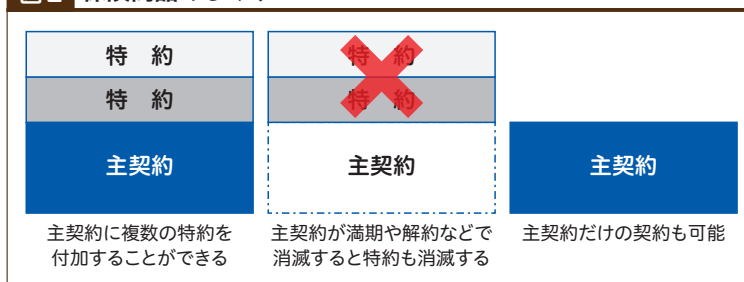 特 約
特 約
主契約
主契約に複数の特約を
付加することができる
特 約
特 約
主契約
主契約が満期や解約などで
消滅すると特約も消滅する
主契約
主契約だけの契約も可能